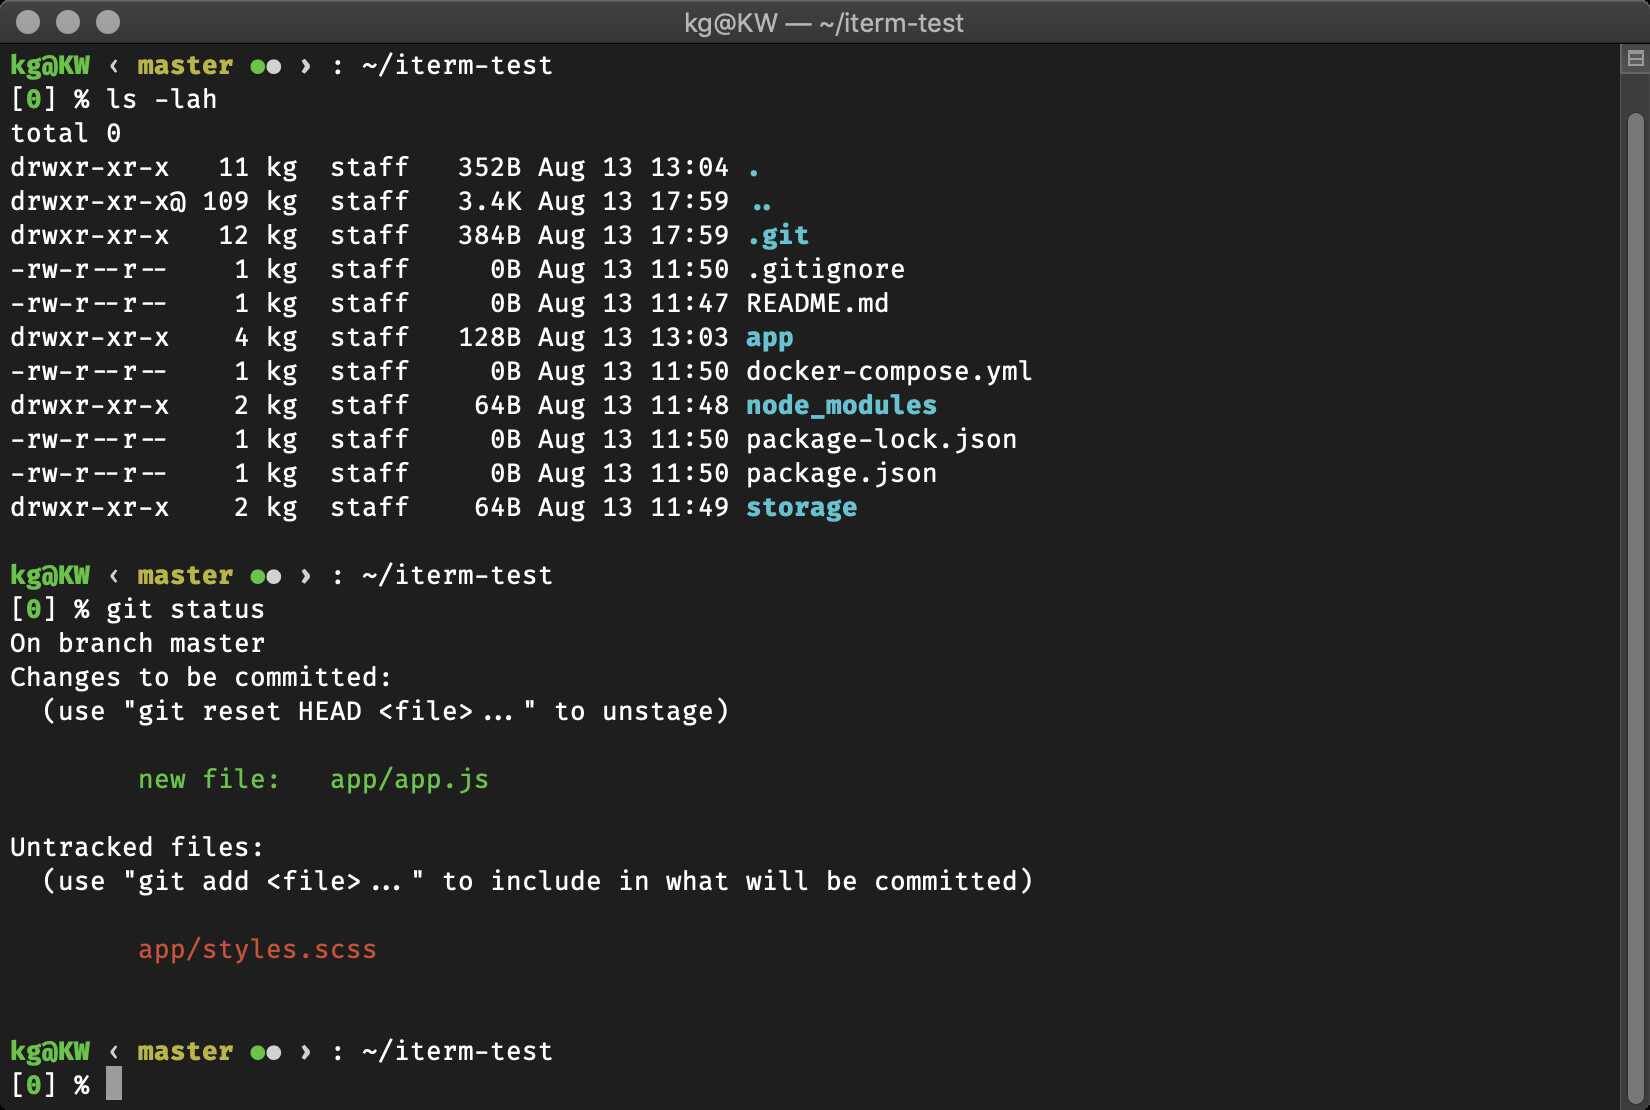 kg@KW — ~/iterm-test
kg@KW ‹ master ●● › : ~/iterm-test
[0] % ls -lah
total 0
drwxr-xr-x   11 kg  staff   352B Aug 13 13:04 .
drwxr-xr-x@ 109 kg  staff   3.4K Aug 13 17:59 ..
drwxr-xr-x   12 kg  staff   384B Aug 13 17:59 .git
-rw-r--r--    1 kg  staff     0B Aug 13 11:50 .gitignore
-rw-r--r--    1 kg  staff     0B Aug 13 11:47 README.md
drwxr-xr-x    4 kg  staff   128B Aug 13 13:03 app
-rw-r--r--    1 kg  staff     0B Aug 13 11:50 docker-compose.yml
drwxr-xr-x    2 kg  staff    64B Aug 13 11:48 node_modules
-rw-r--r--    1 kg  staff     0B Aug 13 11:50 package-lock.json
-rw-r--r--    1 kg  staff     0B Aug 13 11:50 package.json
drwxr-xr-x    2 kg  staff    64B Aug 13 11:49 storage
kg@KW ‹ master ●● › : ~/iterm-test
[0] % git status
On branch master
Changes to be committed:
  (use "git reset HEAD <file>..." to unstage)
        new file:   app/app.js
Untracked files:
  (use "git add <file>..." to include in what will be committed)
        app/styles.scss
kg@KW ‹ master ●● › : ~/iterm-test
[0] %